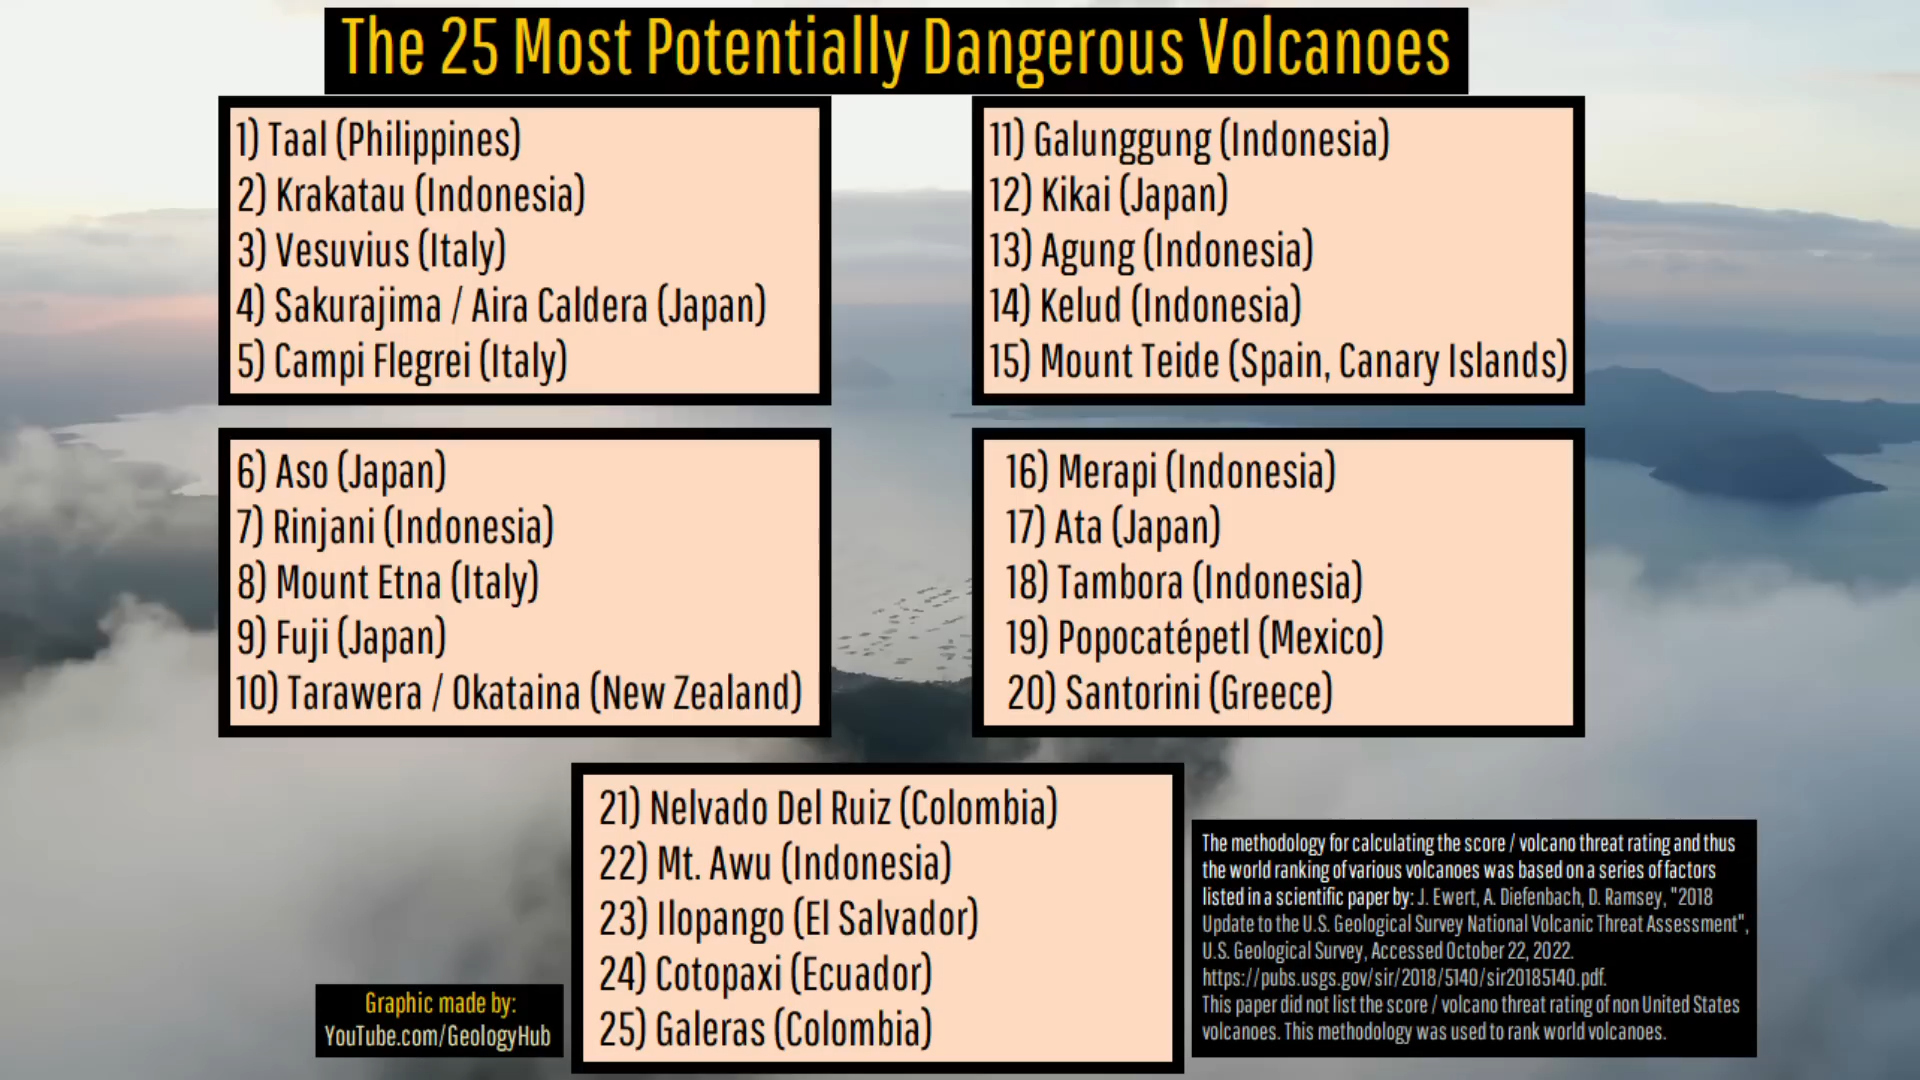 The 25 Most Potentially Dangerous Volcanoes
1) Taal (Philippines)
2) Krakatau (Indonesia)
3) Vesuvius (Italy)
4) Sakurajima / Aira Caldera (Japan)
5) Campi Flegrei (Italy)
6) Aso (Japan)
7) Rinjani (Indonesia)
8) Mount Etna (Italy)
9) Fuji (Japan)
10) Tarawera / Okataina (New Zealand)
11) Galunggung (Indonesia)
12) Kikai (Japan)
13) Agung (Indonesia)
14) Kelud (Indonesia)
15) Mount Teide (Spain, Canary Islands)
16) Merapi (Indonesia)
17) Ata (Japan)
18) Tambora (Indonesia)
19) Popocatépetl (Mexico)
20) Santorini (Greece)
21) Nelvado Del Ruiz (Colombia)
22) Mt. Awu (Indonesia)
23) Ilopango (El Salvador)
24) Cotopaxi (Ecuador)
25) Galeras (Colombia)
Graphic made by:
YouTube.com/GeologyHub
The methodology for calculating the score / volcano threat rating and thus
the world ranking of various volcanoes was based on a series of factors
listed in a scientific paper by: J. Ewert, A. Diefenbach, D. Ramsey, "2018
Update to the U.S. Geological Survey National Volcanic Threat Assessment",
U.S. Geological Survey, Accessed October 22, 2022.
https://pubs.usgs.gov/sir/2018/5140/sir20185140.pdf.
This paper did not list the score / volcano threat rating of non United States
volcanoes. This methodology was used to rank world volcanoes.